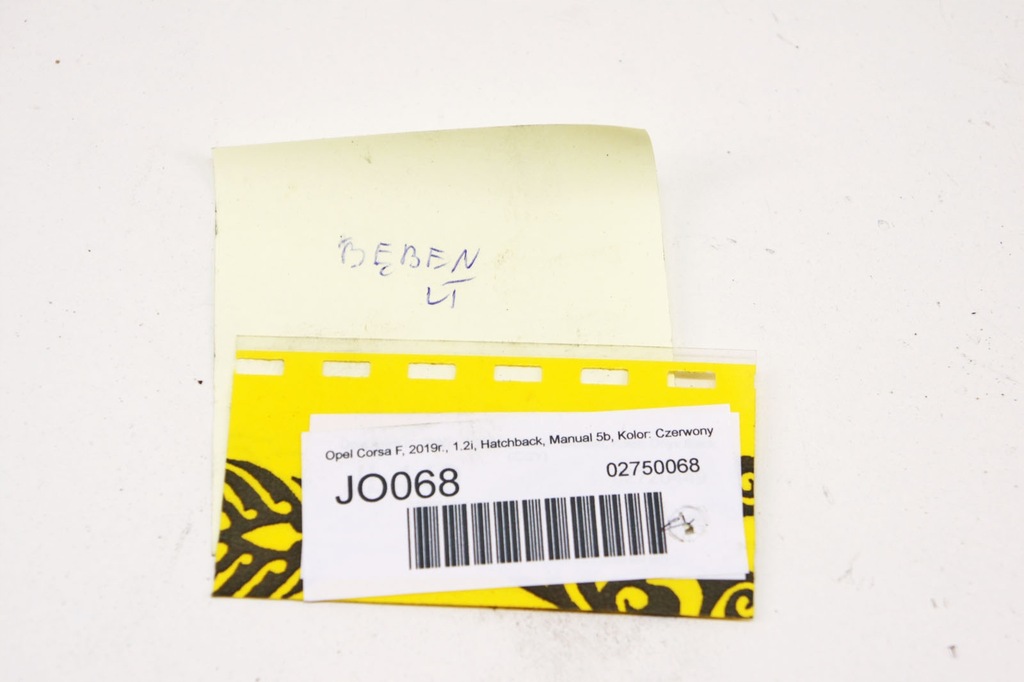 BĘBEN
LT
Opel Corsa F, 2019r., 1.2i, Hatchback, Manual 5b, Kolor: Czerwony
JO068
02750068